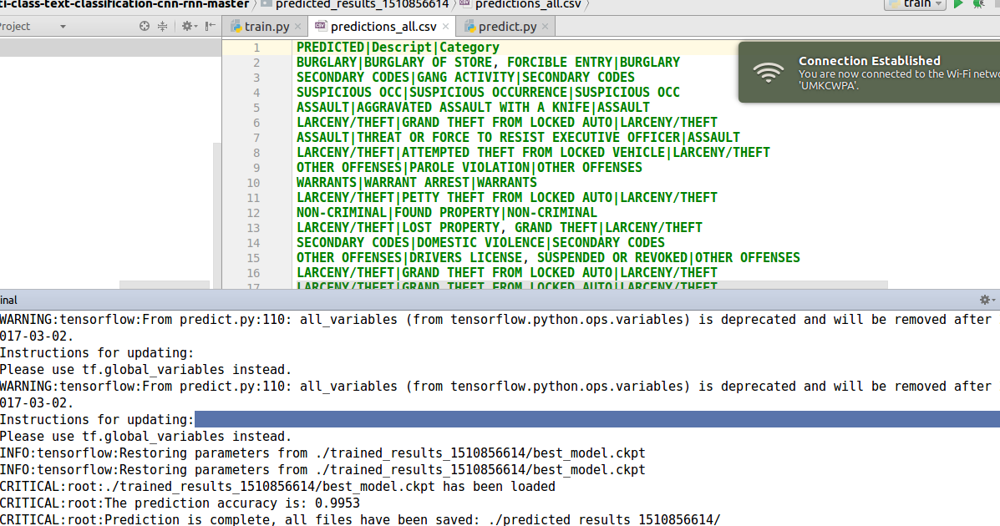 ti-class-text-classification-cnn-rnn-master predicted_results_1510856614 predictions_all.csv train
Project train.py predictions_all.csv predict.py
1 PREDICTED|Descript|Category
2 BURGLARY|BURGLARY OF STORE, FORCIBLE ENTRY|BURGLARY
3 SECONDARY CODES|GANG ACTIVITY|SECONDARY CODES
4 SUSPICIOUS OCC|SUSPICIOUS OCCURRENCE|SUSPICIOUS OCC
5 ASSAULT|AGGRAVATED ASSAULT WITH A KNIFE|ASSAULT
6 LARCENY/THEFT|GRAND THEFT FROM LOCKED AUTO|LARCENY/THEFT
7 ASSAULT|THREAT OR FORCE TO RESIST EXECUTIVE OFFICER|ASSAULT
8 LARCENY/THEFT|ATTEMPTED THEFT FROM LOCKED VEHICLE|LARCENY/THEFT
9 OTHER OFFENSES|PAROLE VIOLATION|OTHER OFFENSES
10 WARRANTS|WARRANT ARREST|WARRANTS
11 LARCENY/THEFT|PETTY THEFT FROM LOCKED AUTO|LARCENY/THEFT
12 NON-CRIMINAL|FOUND PROPERTY|NON-CRIMINAL
13 LARCENY/THEFT|LOST PROPERTY, GRAND THEFT|LARCENY/THEFT
14 SECONDARY CODES|DOMESTIC VIOLENCE|SECONDARY CODES
15 OTHER OFFENSES|DRIVERS LICENSE, SUSPENDED OR REVOKED|OTHER OFFENSES
16 LARCENY/THEFT|GRAND THEFT FROM LOCKED AUTO|LARCENY/THEFT
17 LARCENY/THEFT|GRAND THEFT FROM LOCKED AUTO|LARCENY/THEFT
Connection Established
You are now connected to the Wi-Fi netwo
'UMKCWPA'.
inal
WARNING:tensorflow:From predict.py:110: all_variables (from tensorflow.python.ops.variables) is deprecated and will be removed after
017-03-02.
Instructions for updating:
Please use tf.global_variables instead.
WARNING:tensorflow:From predict.py:110: all_variables (from tensorflow.python.ops.variables) is deprecated and will be removed after
017-03-02.
Instructions for updating:
Please use tf.global_variables instead.
INFO:tensorflow:Restoring parameters from ./trained_results_1510856614/best_model.ckpt
INFO:tensorflow:Restoring parameters from ./trained_results_1510856614/best_model.ckpt
CRITICAL:root:./trained_results_1510856614/best_model.ckpt has been loaded
CRITICAL:root:The prediction accuracy is: 0.9953
CRITICAL:root:Prediction is complete, all files have been saved: ./predicted_results_1510856614/